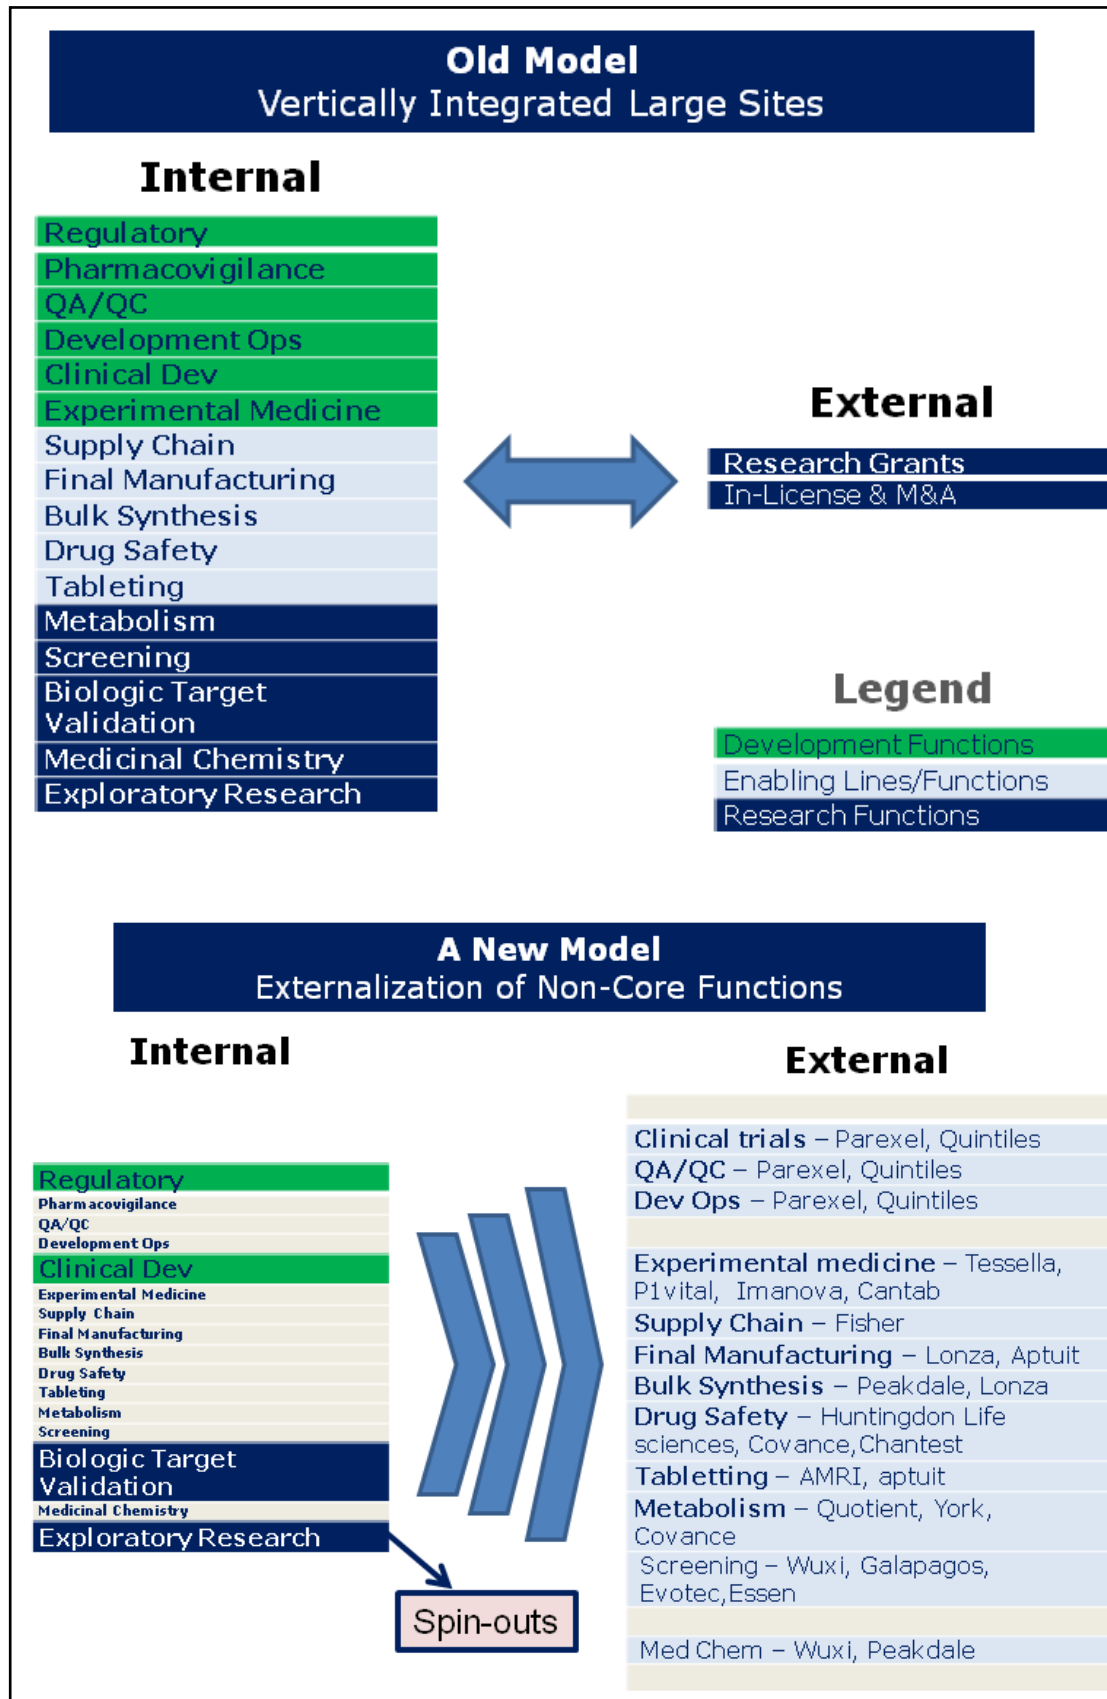 Old Model
Vertically Integrated Large Sites
Internal
Regulatory
Pharmacovigilance
QA/QC
Development Ops
Clinical Dev
Experimental Medicine
Supply Chain
Final Manufacturing
Bulk Synthesis
Drug Safety
Tableting
Metabolism
Screening
Biologic Target
Validation
Medicinal Chemistry
Exploratory Research
External
Research Grants
In-License & M&A
Legend
Development Functions
Enabling Lines/Functions
Research Functions
A New Model
Externalization of Non-Core Functions
Internal
Regulatory
Pharmacovigilance
QA/QC
Development Ops
Clinical Dev
Experimental Medicine
Supply Chain
Final Manufacturing
Bulk Synthesis
Drug Safety
Tableting
Metabolism
Screening
Biologic Target
Validation
Medicinal Chemistry
Exploratory Research
Spin-outs
External
Clinical trials – Parexel, Quintiles
QA/QC – Parexel, Quintiles
Dev Ops – Parexel, Quintiles
Experimental medicine – Tessella,
P1vital, Imanova, Cantab
Supply Chain – Fisher
Final Manufacturing – Lonza, Aptuit
Bulk Synthesis – Peakdale, Lonza
Drug Safety – Huntingdon Life
sciences, Covance,Chantest
Tabletting – AMRI, aptuit
Metabolism – Quotient, York,
Covance
Screening – Wuxi, Galapagos,
Evotec,Essen
Med Chem – Wuxi, Peakdale